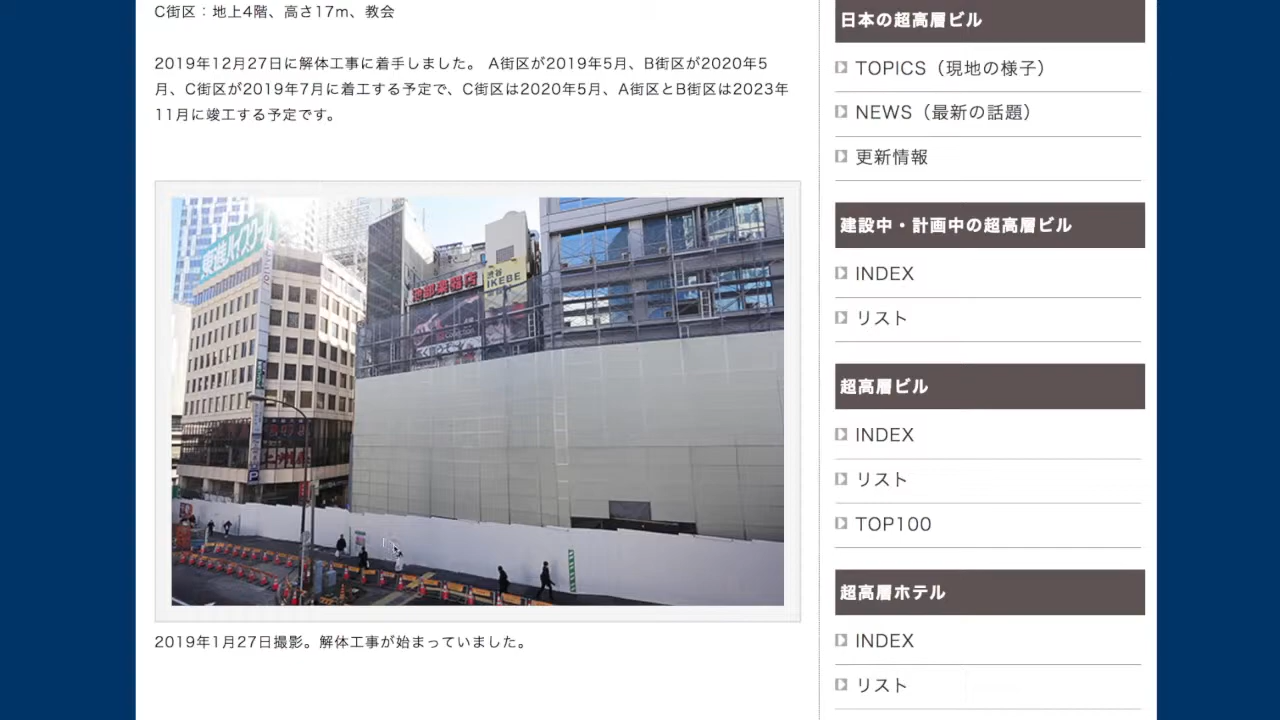 C街区：地上4階、高さ17m、教会
2019年12月27日に解体工事に着手しました。 A街区が2019年5月、B街区が2020年5
月、C街区が2019年7月に着工する予定で、C街区は2020年5月、A街区とB街区は2023年
11月に竣工する予定です。
東進ハイスクール
渋谷
IKEBE
P
2019年1月27日撮影。解体工事が始まっていました。
日本の超高層ビル
TOPICS（現地の様子）
NEWS（最新の話題）
更新情報
建設中・計画中の超高層ビル
INDEX
リスト
超高層ビル
INDEX
リスト
TOP100
超高層ホテル
INDEX
リスト